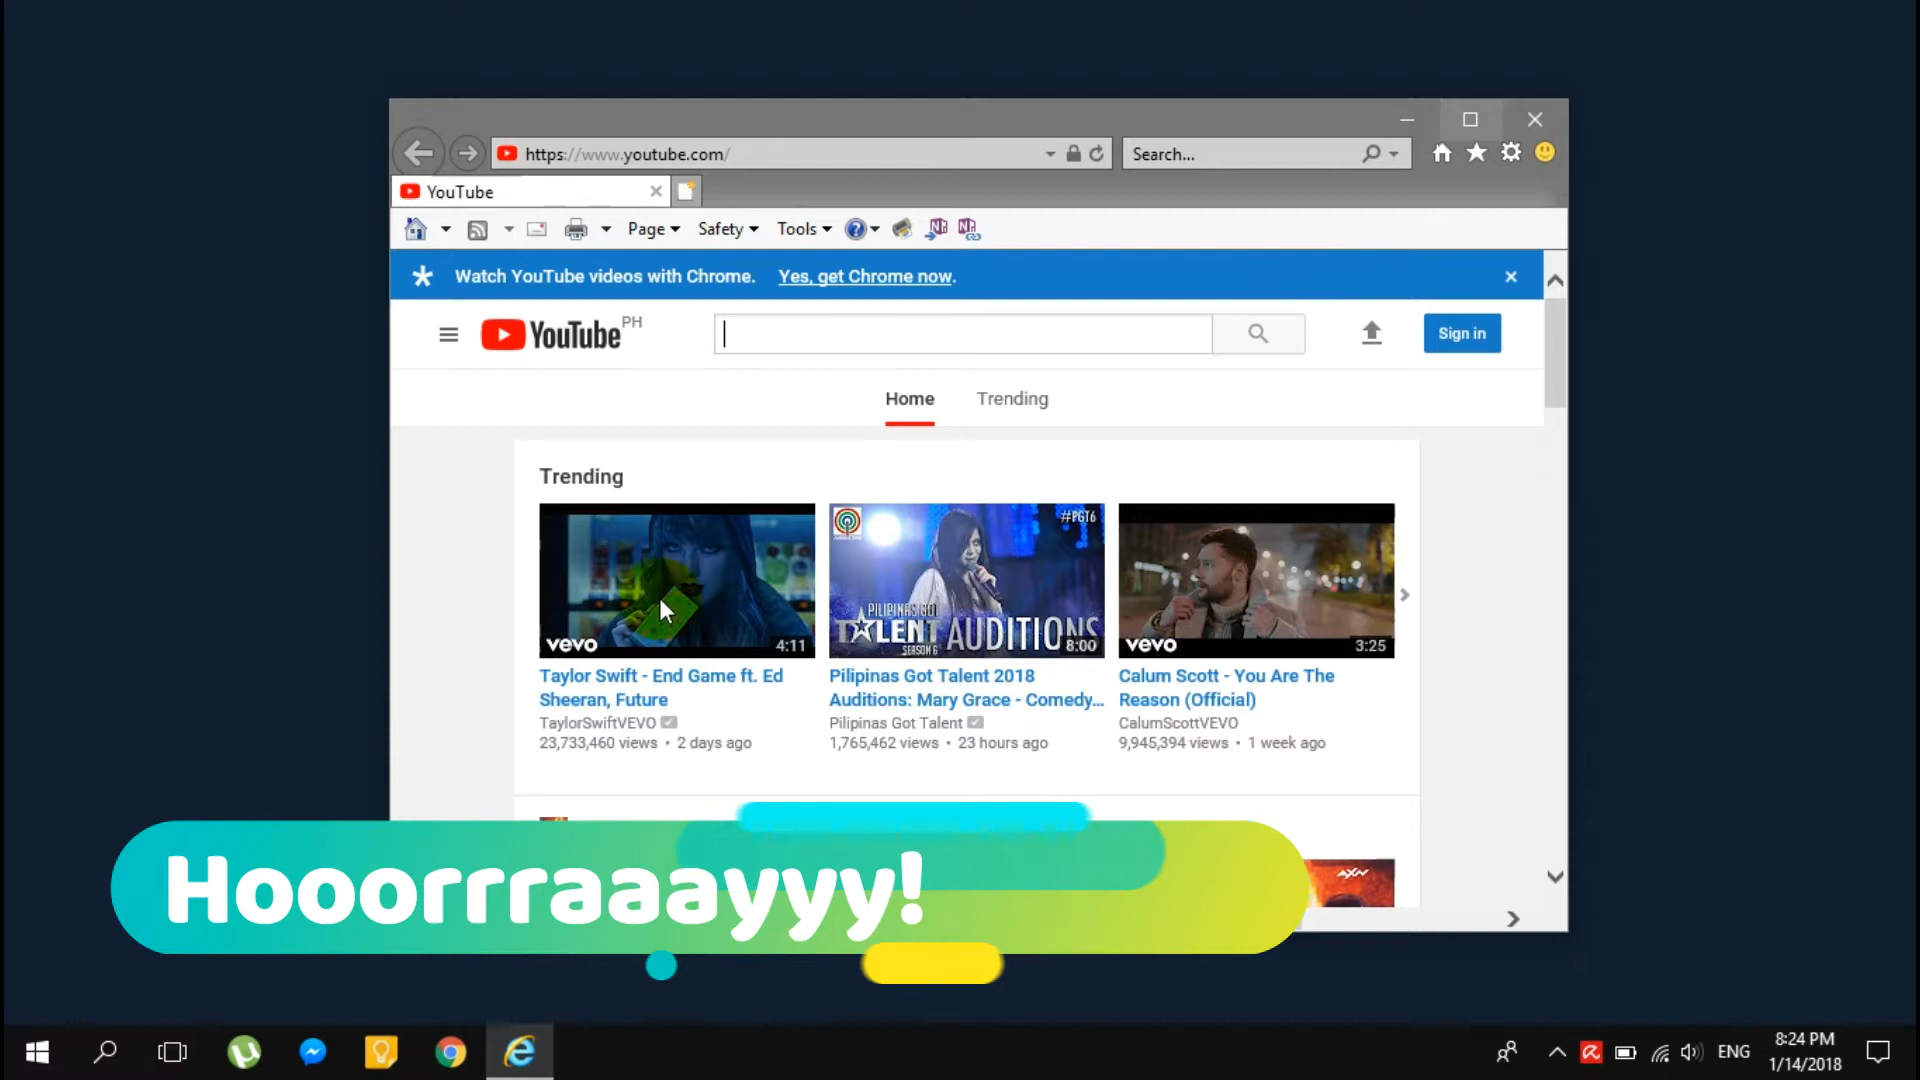 https://www.youtube.com/
Search...
YouTube
Page
Safety
Tools
Watch YouTube videos with Chrome. Yes, get Chrome now.
YouTube PH
Sign in
Home
Trending
Trending
vevo
4:11
#PGT6
PILIPINAS GOT
TALENT AUDITIONS
SEASON 6
8:00
vevo
3:25
Taylor Swift - End Game ft. Ed
Sheeran, Future
TaylorSwiftVEVO
23,733,460 views • 2 days ago
Pilipinas Got Talent 2018
Auditions: Mary Grace - Comedy...
Pilipinas Got Talent
1,765,462 views • 23 hours ago
Calum Scott - You Are The
Reason (Official)
CalumScottVEVO
9,945,394 views • 1 week ago
AXN
Hooorrraaayyy!
ENG
8:24 PM
1/14/2018